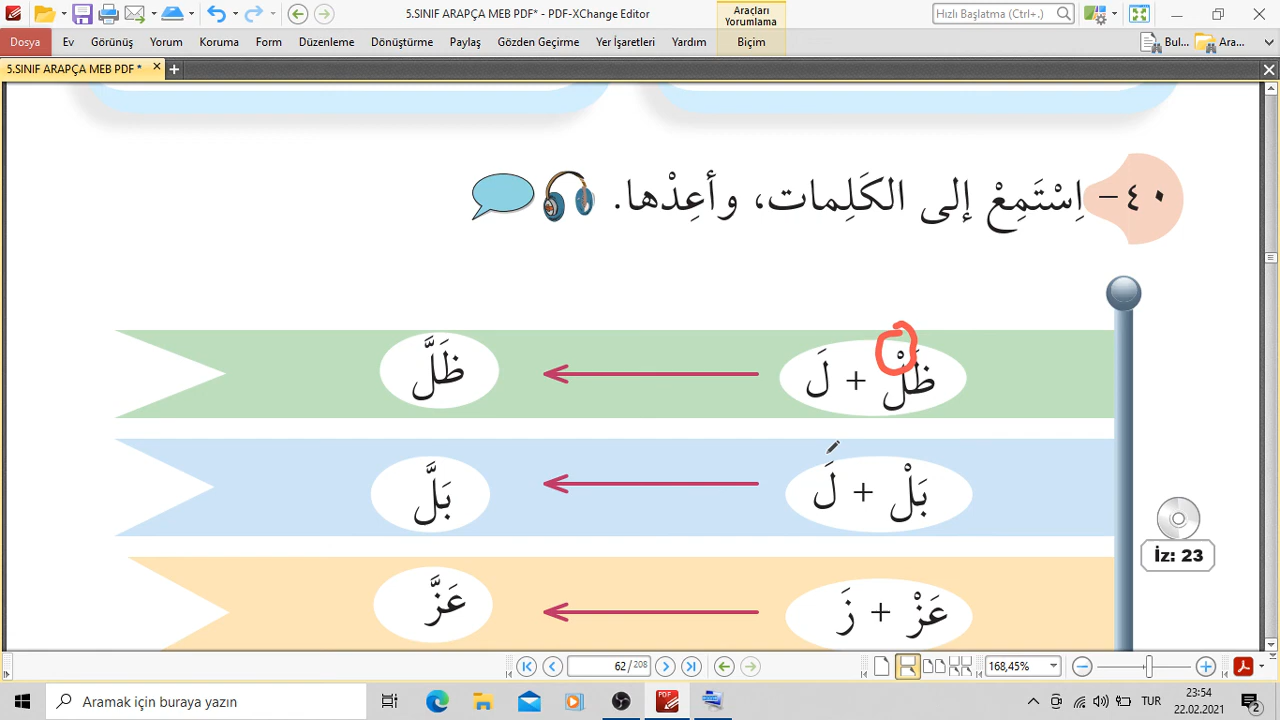 Araçları
Yorumlama
5.SINIF ARAPÇA MEB PDF * - PDF-XChange Editor
Hızlı Başlatma (Ctrl+.)
Dosya Ev Görünüş Yorum Koruma Form Düzenleme Dönüştürme Paylaş Gözden Geçirme Yer İşaretleri Yardım Biçim Bul... Ara...
5.SINIF ARAPÇA MEB PDF *
٤٠ – اِسْتَمِعْ إلى الكَلِمات، وأعِدْها.
ظَلْ + لَ ظَلَّ
بَلْ + لَ بَلَّ
عَزْ + زَ عَزَّ
İz: 23
62 / 208 168,45%
Aramak için buraya yazın
TUR
23:54
22.02.2021
2